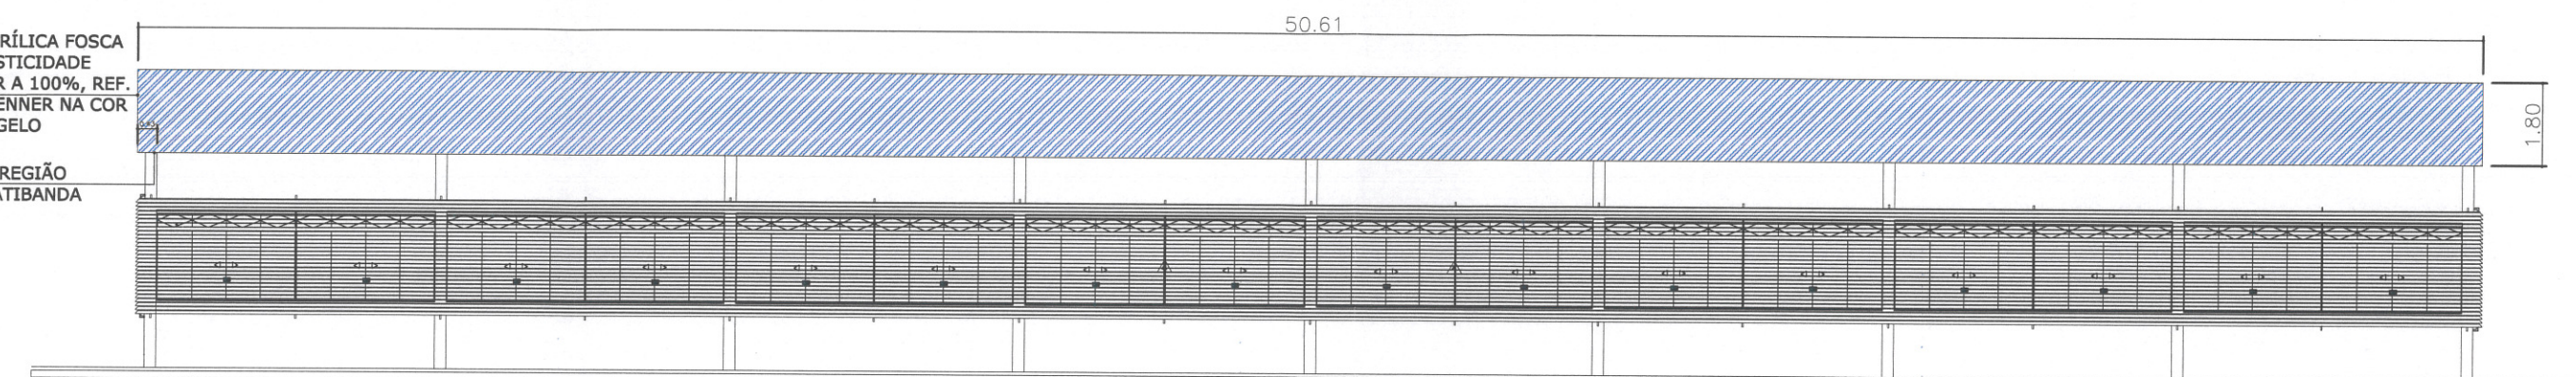 50.61
RÍLICA FOSCA
STICIDADE
R A 100%, REF.
ENNER NA COR
GELO
1.80
REGIÃO
ATIBANDA